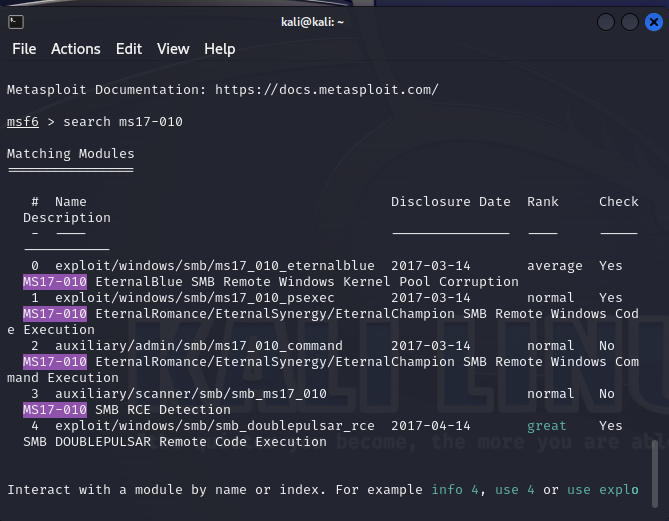 kali@kali: ~
File Actions Edit View Help
Metasploit Documentation: https://docs.metasploit.com/
msf6 > search ms17-010
Matching Modules
================
# Name Disclosure Date Rank Check
Description
- ---- --------------- ---- -----
-----------
0 exploit/windows/smb/ms17_010_eternalblue 2017-03-14 average Yes
MS17-010 EternalBlue SMB Remote Windows Kernel Pool Corruption
1 exploit/windows/smb/ms17_010_psexec 2017-03-14 normal Yes
MS17-010 EternalRomance/EternalSynergy/EternalChampion SMB Remote Windows Cod
e Execution
2 auxiliary/admin/smb/ms17_010_command 2017-03-14 normal No
MS17-010 EternalRomance/EternalSynergy/EternalChampion SMB Remote Windows Com
mand Execution
3 auxiliary/scanner/smb/smb_ms17_010 normal No
MS17-010 SMB RCE Detection
4 exploit/windows/smb/smb_doublepulsar_rce 2017-04-14 great Yes
SMB DOUBLEPULSAR Remote Code Execution
Interact with a module by name or index. For example info 4, use 4 or use explo